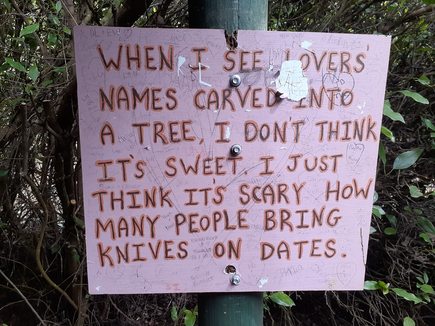 WHEN I SEE LOVERS'
NAMES CARVED INTO
A TREE, I DON'T THINK
IT'S SWEET I JUST
THINK IT'S SCARY HOW
MANY PEOPLE BRING
KNIVES ON DATES.